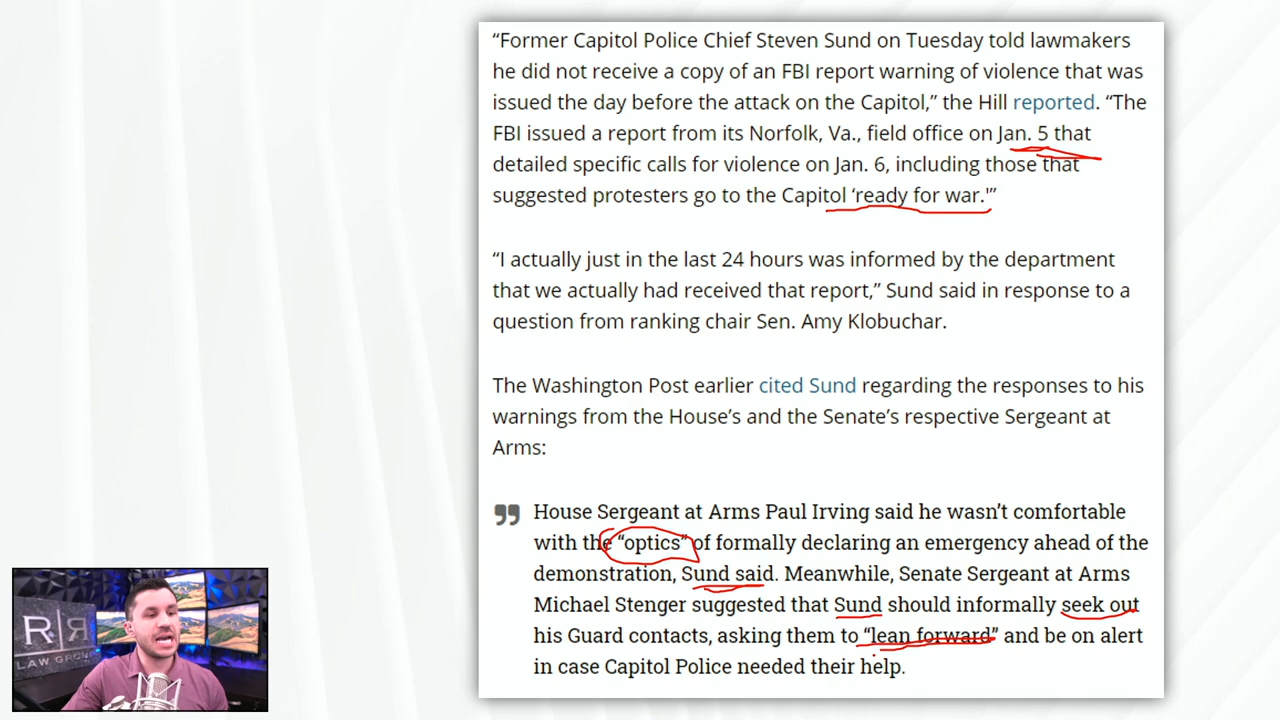 “Former Capitol Police Chief Steven Sund on Tuesday told lawmakers
he did not receive a copy of an FBI report warning of violence that was
issued the day before the attack on the Capitol,” the Hill reported. “The
FBI issued a report from its Norfolk, Va., field office on Jan. 5 that
detailed specific calls for violence on Jan. 6, including those that
suggested protesters go to the Capitol ‘ready for war.'”
“I actually just in the last 24 hours was informed by the department
that we actually had received that report,” Sund said in response to a
question from ranking chair Sen. Amy Klobuchar.
The Washington Post earlier cited Sund regarding the responses to his
warnings from the House’s and the Senate’s respective Sergeant at
Arms:
House Sergeant at Arms Paul Irving said he wasn’t comfortable
with the “optics” of formally declaring an emergency ahead of the
demonstration, Sund said. Meanwhile, Senate Sergeant at Arms
Michael Stenger suggested that Sund should informally seek out
his Guard contacts, asking them to “lean forward” and be on alert
in case Capitol Police needed their help.
R|R
LAW GROUP